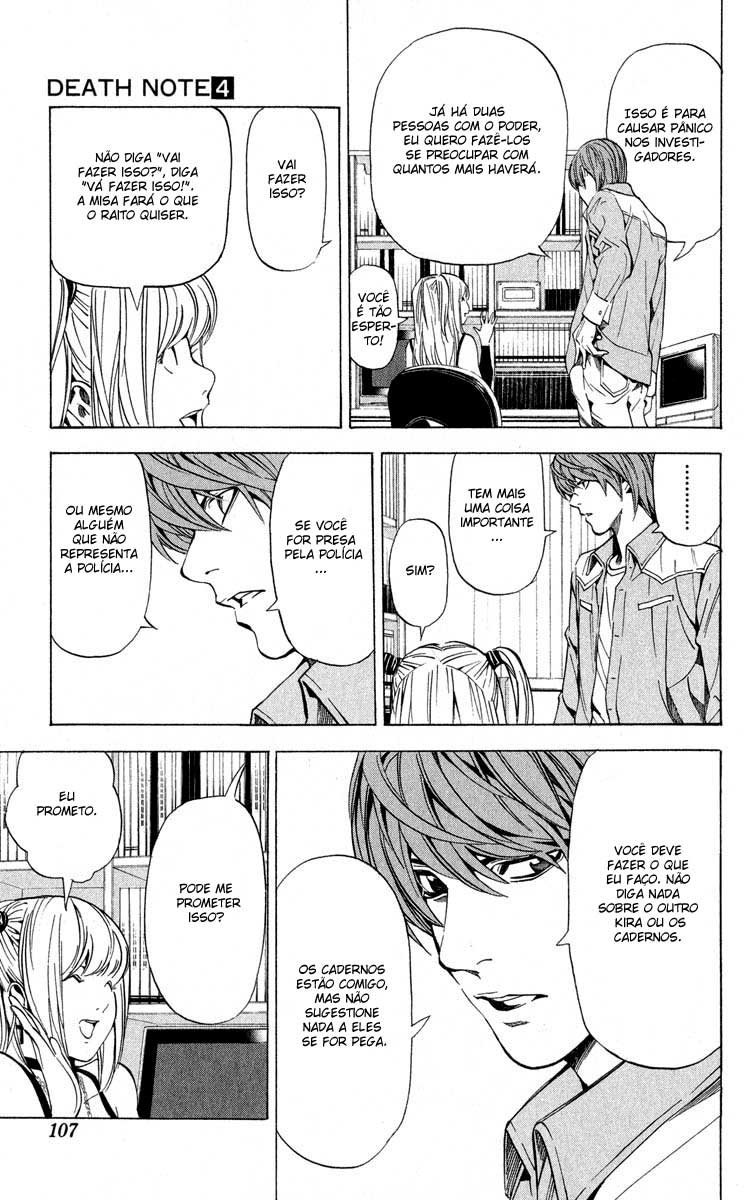 DEATH NOTE 4
ISSO É PARA
CAUSAR PÂNICO
NOS INVESTI-
GADORES.
JÁ HÁ DUAS
PESSOAS COM O PODER,
EU QUERO FAZÊ-LOS
SE PREOCUPAR COM
QUANTOS MAIS HAVERÁ.
VOCÊ
É TÃO
ESPER-
TO!
VAI
FAZER
ISSO?
NÃO DIGA "VAI
FAZER ISSO?", DIGA
"VÁ FAZER ISSO!".
A MISA FARÁ O QUE
O RAITO QUISER.
.........
TEM MAIS
UMA COISA
IMPORTANTE
...
SIM?
SE VOCÊ
FOR PRESA
PELA POLÍCIA
...
OU MESMO
ALGUÉM
QUE NÃO
REPRESENTA
A POLÍCIA...
VOCÊ DEVE
FAZER O QUE
EU FAÇO. NÃO
DIGA NADA
SOBRE O OUTRO
KIRA OU OS
CADERNOS.
OS CADERNOS
ESTÃO COMIGO,
MAS NÃO
SUGESTIONE
NADA A ELES
SE FOR PEGA.
PODE ME
PROMETER
ISSO?
EU
PROMETO.
107